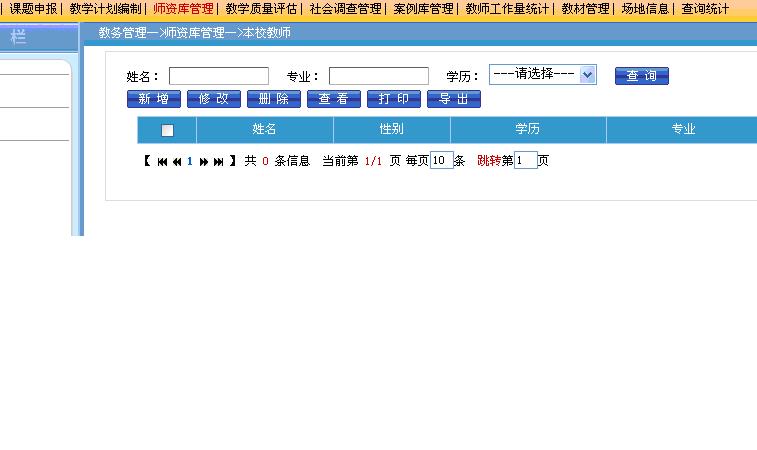 | 课题申报 | 教学计划编制 | 师资库管理 | 教学质量评估 | 社会调查管理 | 案例库管理 | 教师工作量统计 | 教材管理 | 场地信息 | 查询统计
栏
教务管理—>师资库管理—>本校教师
姓名： 专业： 学历： ---请选择--- 查 询
新 增 修 改 删 除 查 看 打 印 导 出
姓名 性别 学历 专业
【 1 】 共 0 条信息 当前第 1/1 页 每页10条 跳转第1页